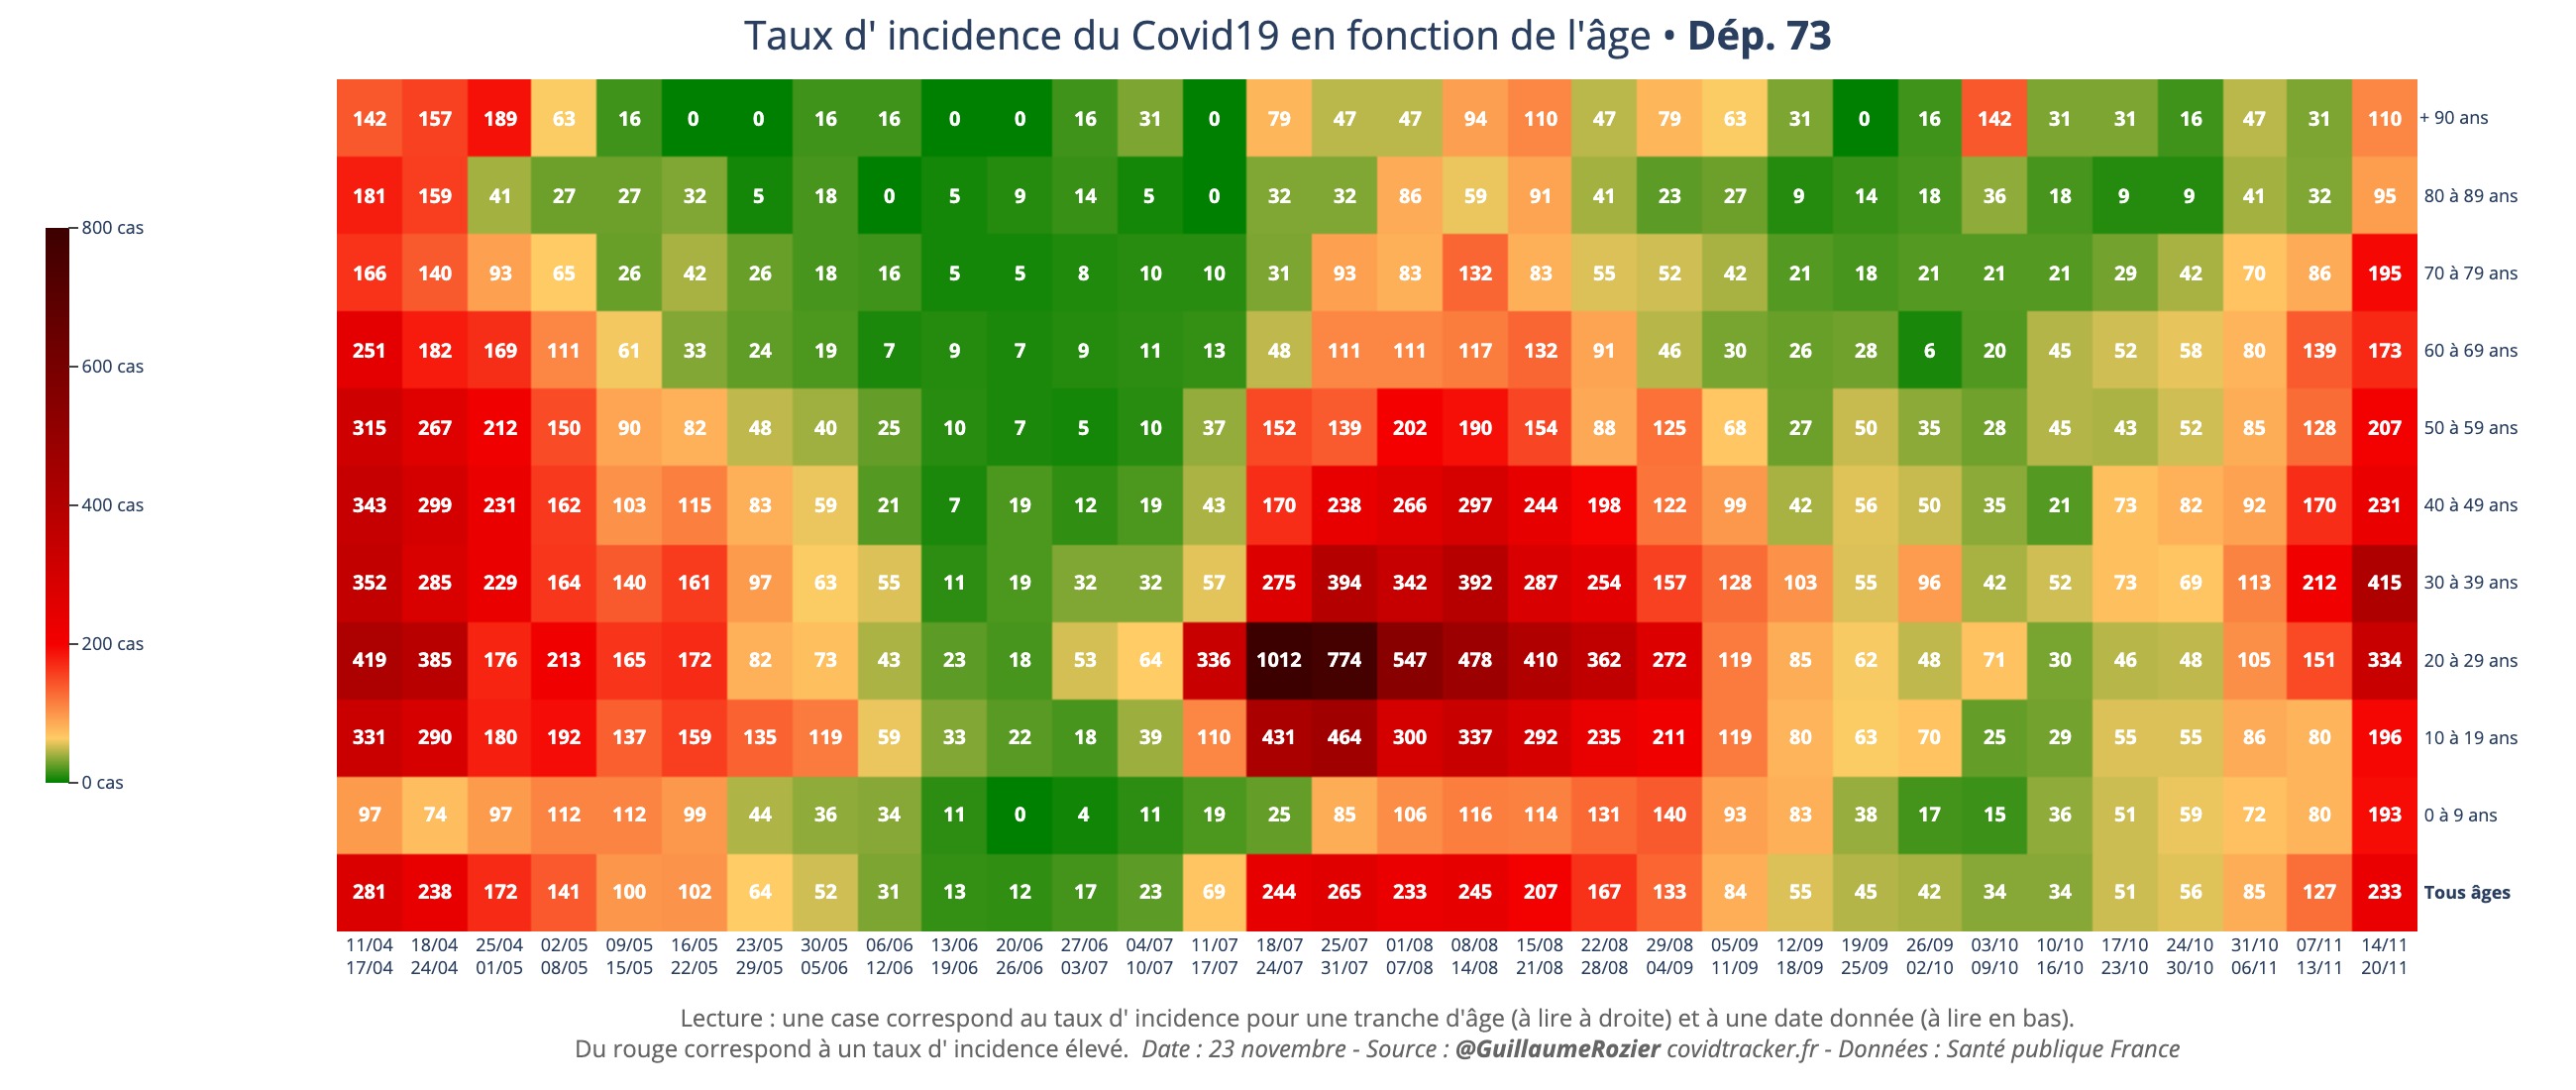 Taux d' incidence du Covid19 en fonction de l'âge • Dép. 73
800 cas
600 cas
400 cas
200 cas
0 cas
142 157 189 63 16 0 0 16 16 0 0 16 31 0 79 47 47 94 110 47 79 63 31 0 16 142 31 31 16 47 31 110 + 90 ans
181 159 41 27 27 32 5 18 0 5 9 14 5 0 32 32 86 59 91 41 23 27 9 14 18 36 18 9 9 41 32 95 80 à 89 ans
166 140 93 65 26 42 26 18 16 5 5 8 10 10 31 93 83 132 83 55 52 42 21 18 21 21 21 29 42 70 86 195 70 à 79 ans
251 182 169 111 61 33 24 19 7 9 7 9 11 13 48 111 111 117 132 91 46 30 26 28 6 20 45 52 58 80 139 173 60 à 69 ans
315 267 212 150 90 82 48 40 25 10 7 5 10 37 152 139 202 190 154 88 125 68 27 50 35 28 45 43 52 85 128 207 50 à 59 ans
343 299 231 162 103 115 83 59 21 7 19 12 19 43 170 238 266 297 244 198 122 99 42 56 50 35 21 73 82 92 170 231 40 à 49 ans
352 285 229 164 140 161 97 63 55 11 19 32 32 57 275 394 342 392 287 254 157 128 103 55 96 42 52 73 69 113 212 415 30 à 39 ans
419 385 176 213 165 172 82 73 43 23 18 53 64 336 1012 774 547 478 410 362 272 119 85 62 48 71 30 46 48 105 151 334 20 à 29 ans
331 290 180 192 137 159 135 119 59 33 22 18 39 110 431 464 300 337 292 235 211 119 80 63 70 25 29 55 55 86 80 196 10 à 19 ans
97 74 97 112 112 99 44 36 34 11 0 4 11 19 25 85 106 116 114 131 140 93 83 38 17 15 36 51 59 72 80 193 0 à 9 ans
281 238 172 141 100 102 64 52 31 13 12 17 23 69 244 265 233 245 207 167 133 84 55 45 42 34 34 51 56 85 127 233 Tous âges
11/04 18/04 25/04 02/05 09/05 16/05 23/05 30/05 06/06 13/06 20/06 27/06 04/07 11/07 18/07 25/07 01/08 08/08 15/08 22/08 29/08 05/09 12/09 19/09 26/09 03/10 10/10 17/10 24/10 31/10 07/11 14/11
17/04 24/04 01/05 08/05 15/05 22/05 29/05 05/06 12/06 19/06 26/06 03/07 10/07 17/07 24/07 31/07 07/08 14/08 21/08 28/08 04/09 11/09 18/09 25/09 02/10 09/10 16/10 23/10 30/10 06/11 13/11 20/11
Lecture : une case correspond au taux d' incidence pour une tranche d'âge (à lire à droite) et à une date donnée (à lire en bas).
Du rouge correspond à un taux d' incidence élevé. Date : 23 novembre - Source : @GuillaumeRozier covidtracker.fr - Données : Santé publique France